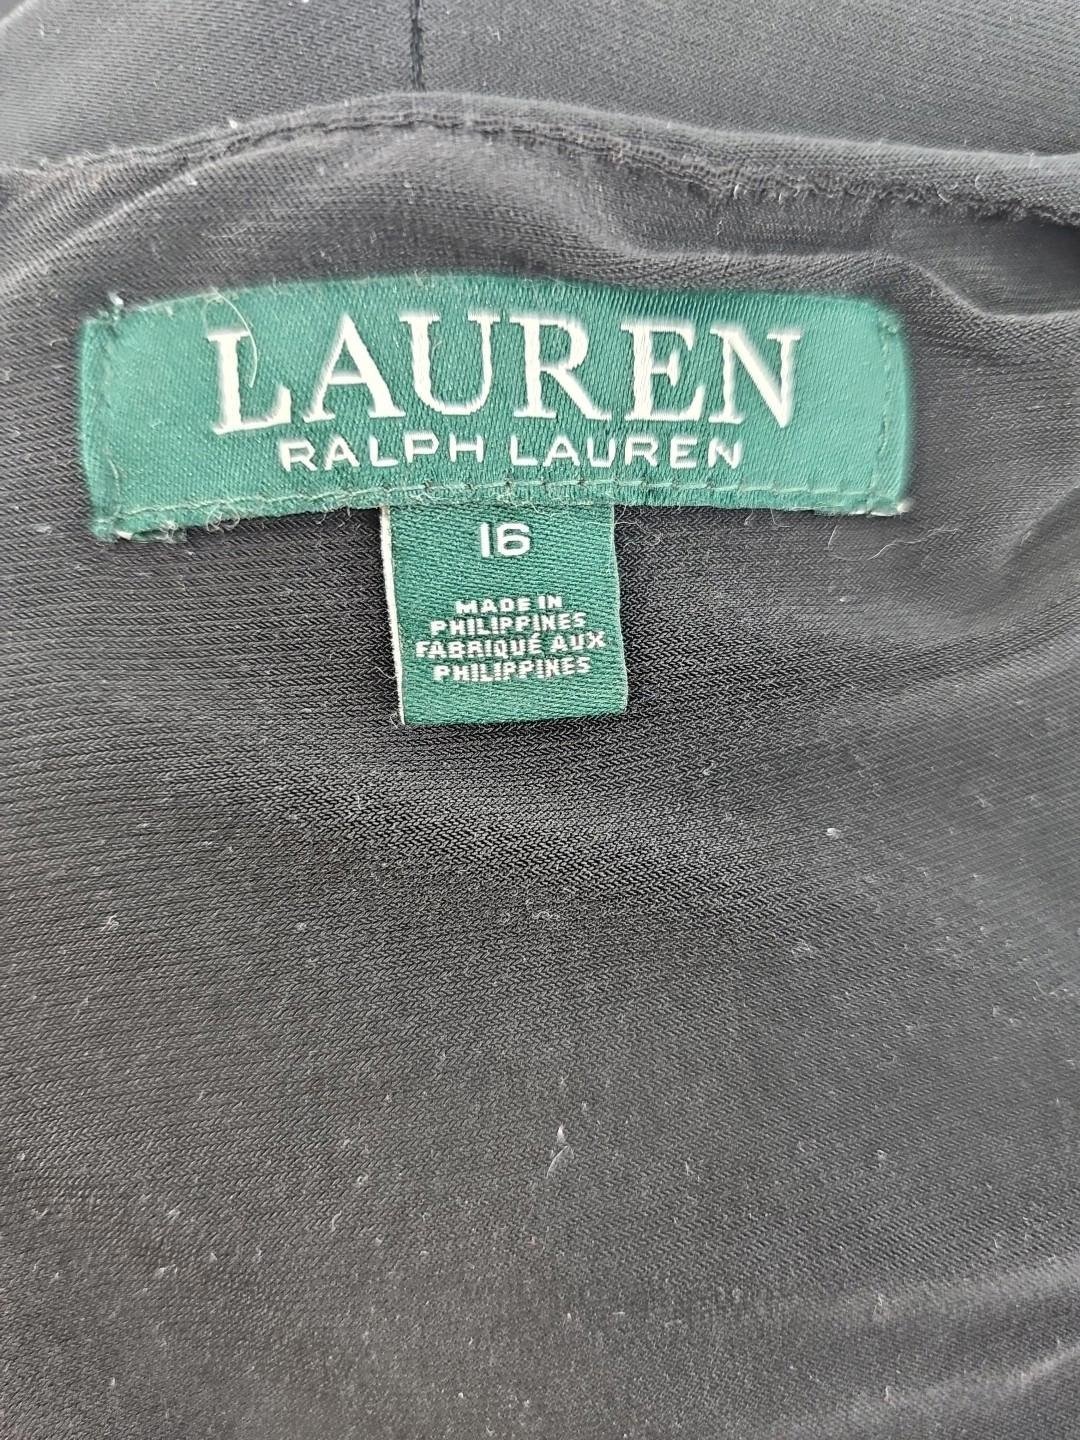 LAUREN
RALPH LAUREN
16
MADE IN
PHILIPPINES
FABRIQUÉ AUX
PHILIPPINES